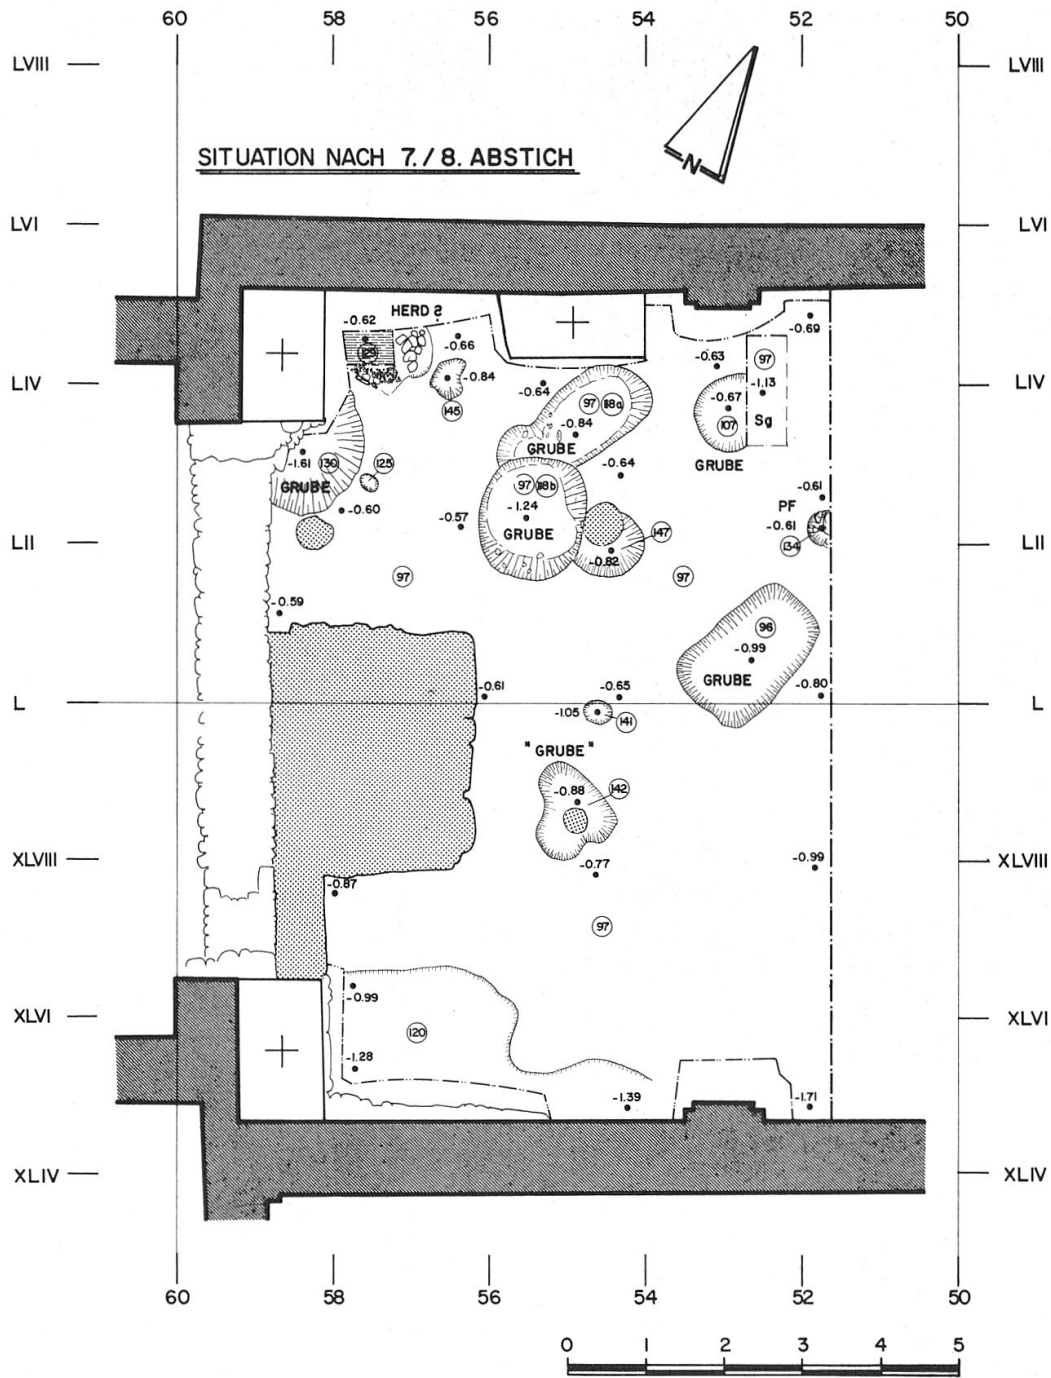 60 58 56 54 52 50
LVIII LVIII
N
SITUATION NACH 7./8. ABSTICH
LVI LVI
HERD 2
-0.62
-0.66
-0.69
129
-0.63
97
LIV -0.84 -0.64 LIV
-1.13
97 118a
-0.67
145
107 Sg
-0.84
GRUBE
-1.61 130 125
-0.64
GRUBE
GRUBE
97 118b
-0.61
-0.60
-1.24
PF
-0.57
GRUBE
-0.61
147
LII 134 LII
-0.82
97 97
-0.59
96
-0.99
GRUBE
-0.61 -0.65 -0.80
L L
-1.05 141
"GRUBE"
-0.88 142
XLVIII XLVIII
-0.77 -0.99
-0.87
97
-0.99
XLVI XLVI
120
-1.28
-1.39 -1.71
XLIV XLIV
60 58 56 54 52 50
0 1 2 3 4 5